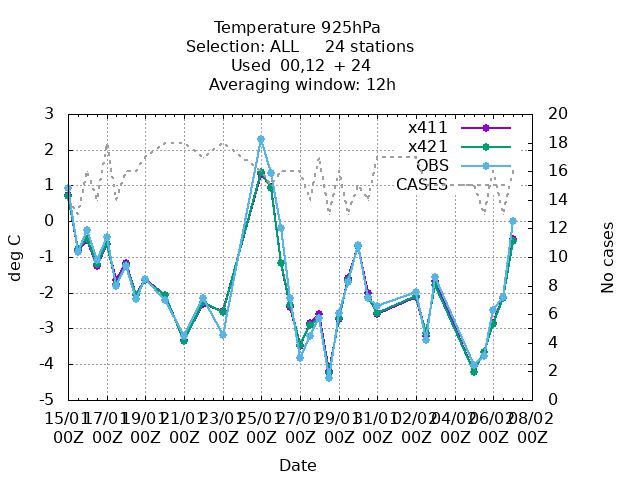 Temperature 925hPa
Selection: ALL 24 stations
Used 00,12 + 24
Averaging window: 12h
3 20
2 18
1 16
0 14
-1 12
-2 10
-3 8
-4 6
-5 4
2
0
x411
x421
OBS
CASES
deg C
No cases
15/01 17/01 19/01 21/01 23/01 25/01 27/01 29/01 31/01 02/02 04/02 06/02 08/02
00Z 00Z 00Z 00Z 00Z 00Z 00Z 00Z 00Z 00Z 00Z 00Z 00Z
Date